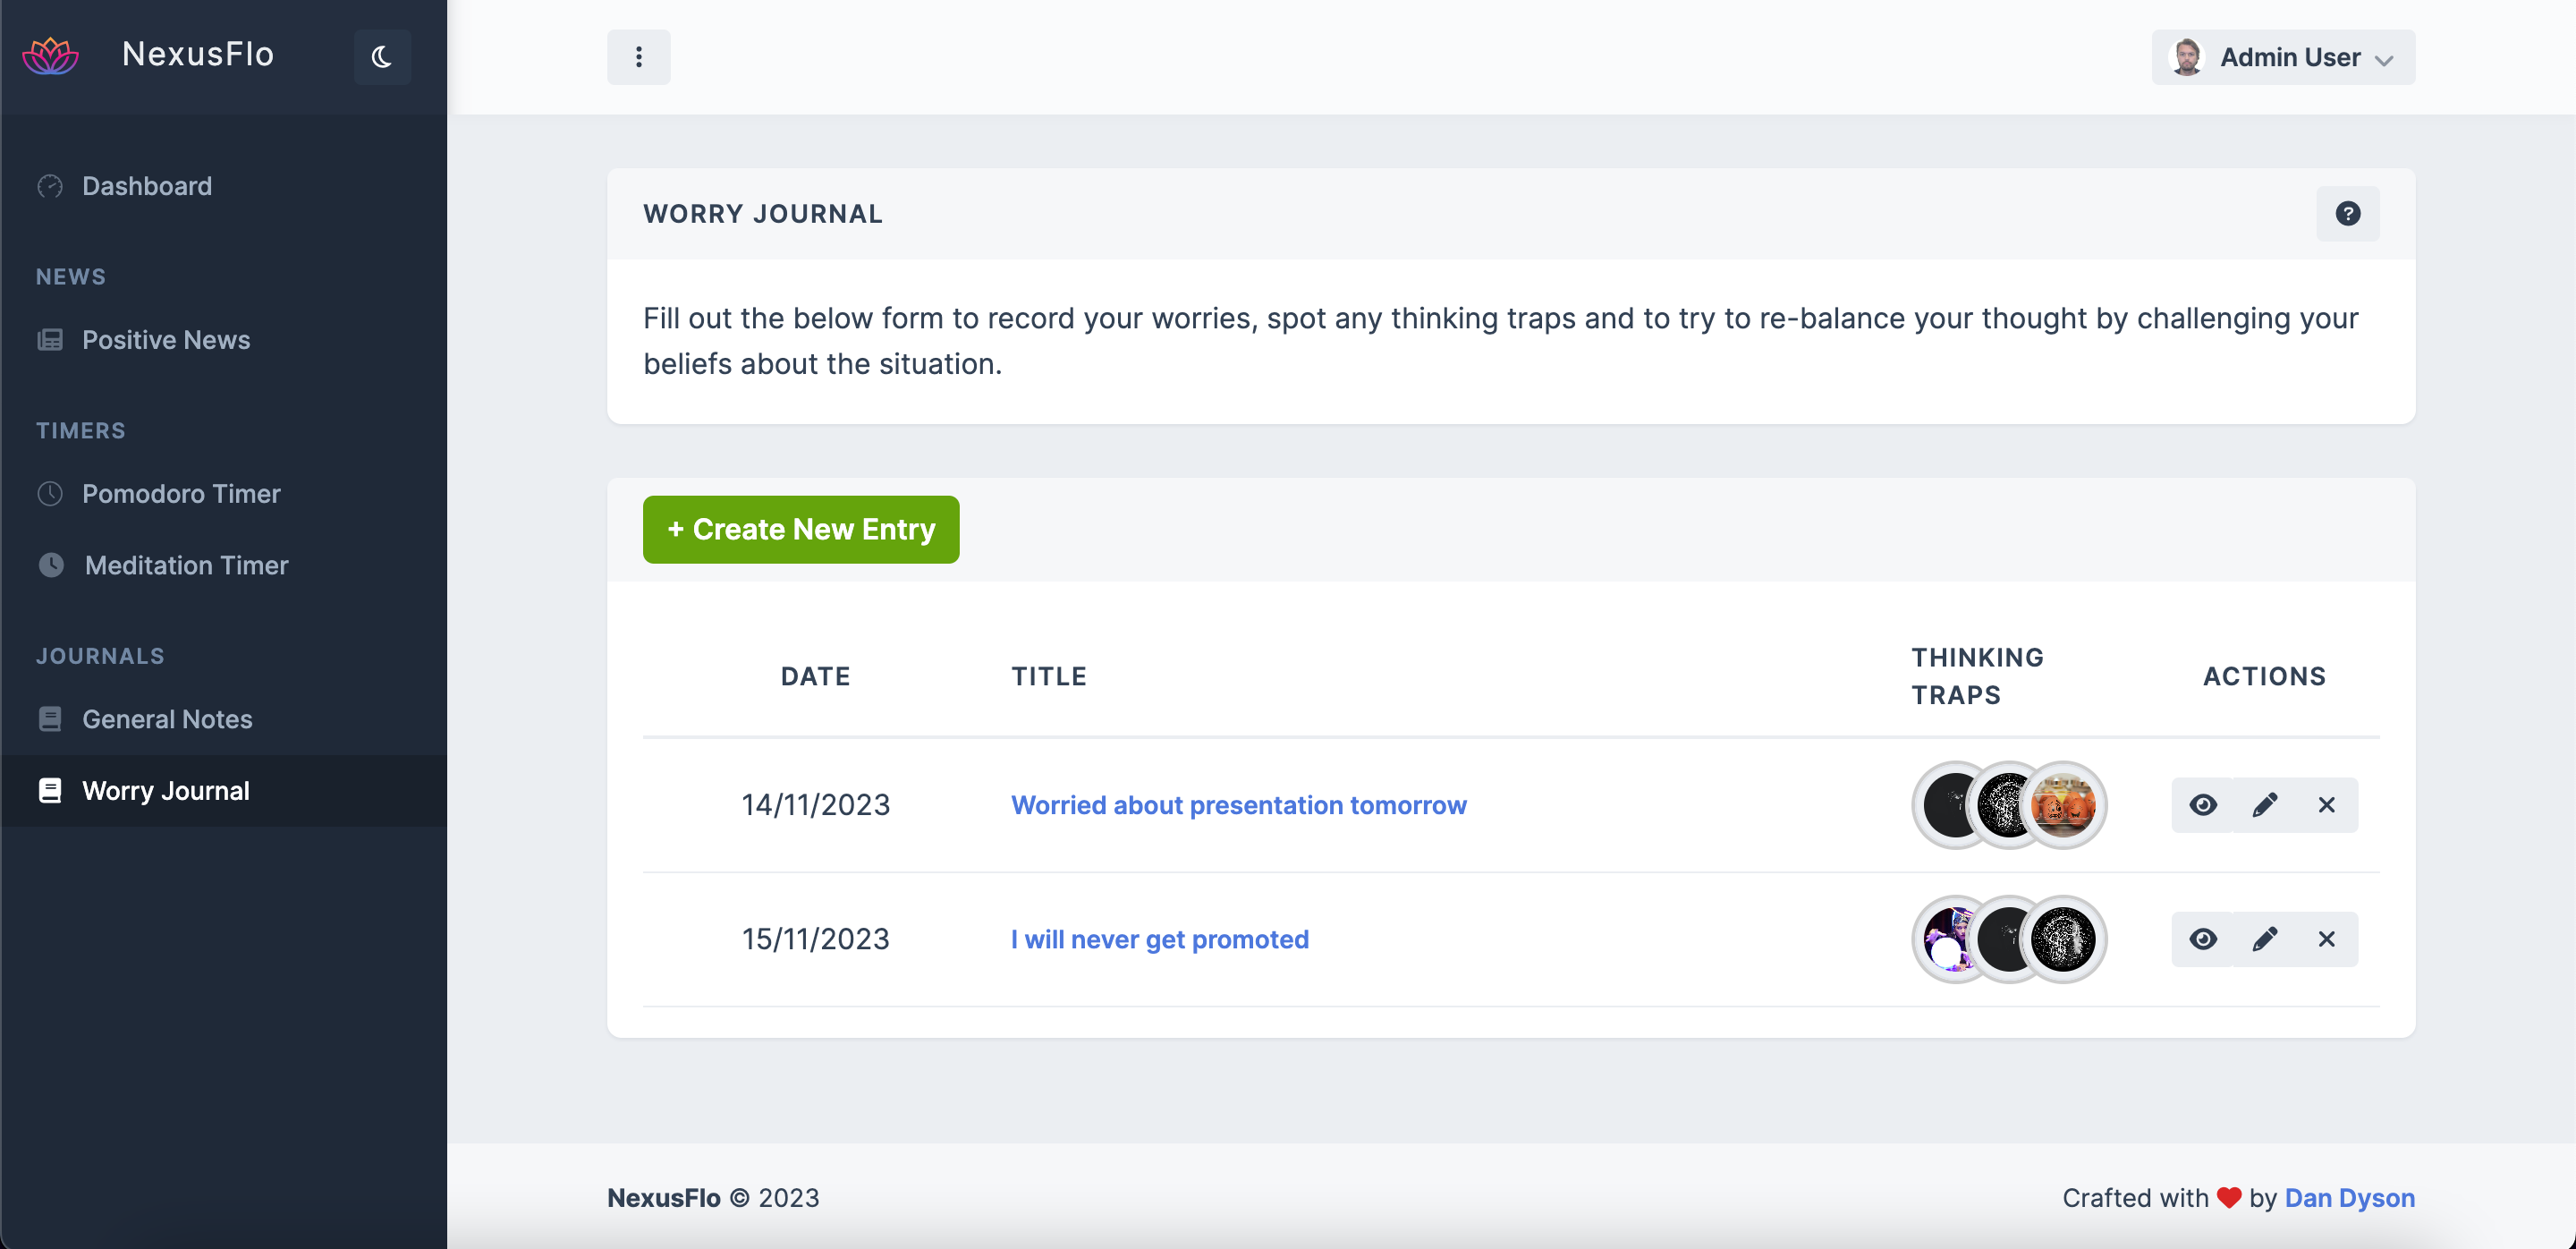 NexusFlo
Admin User
Dashboard
NEWS
Positive News
TIMERS
Pomodoro Timer
Meditation Timer
JOURNALS
General Notes
Worry Journal
WORRY JOURNAL
?
Fill out the below form to record your worries, spot any thinking traps and to try to re-balance your thought by challenging your
beliefs about the situation.
+ Create New Entry
DATE
TITLE
THINKING
TRAPS
ACTIONS
14/11/2023
Worried about presentation tomorrow
15/11/2023
I will never get promoted
NexusFlo © 2023
Crafted with ❤ by Dan Dyson